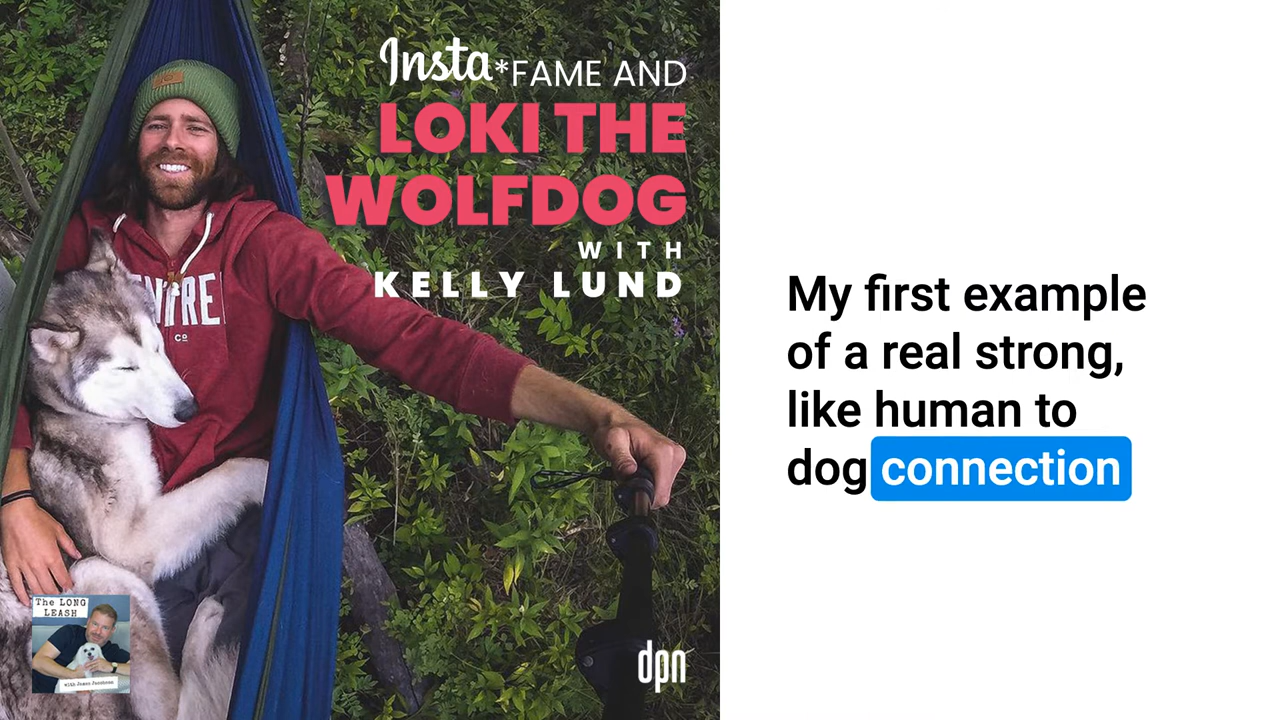 Insta*FAME AND
LOKI THE
WOLFDOG
WITH
KELLY LUND
CO
The LONG
LEASH
dpn
My first example
of a real strong,
like human to
dog connection